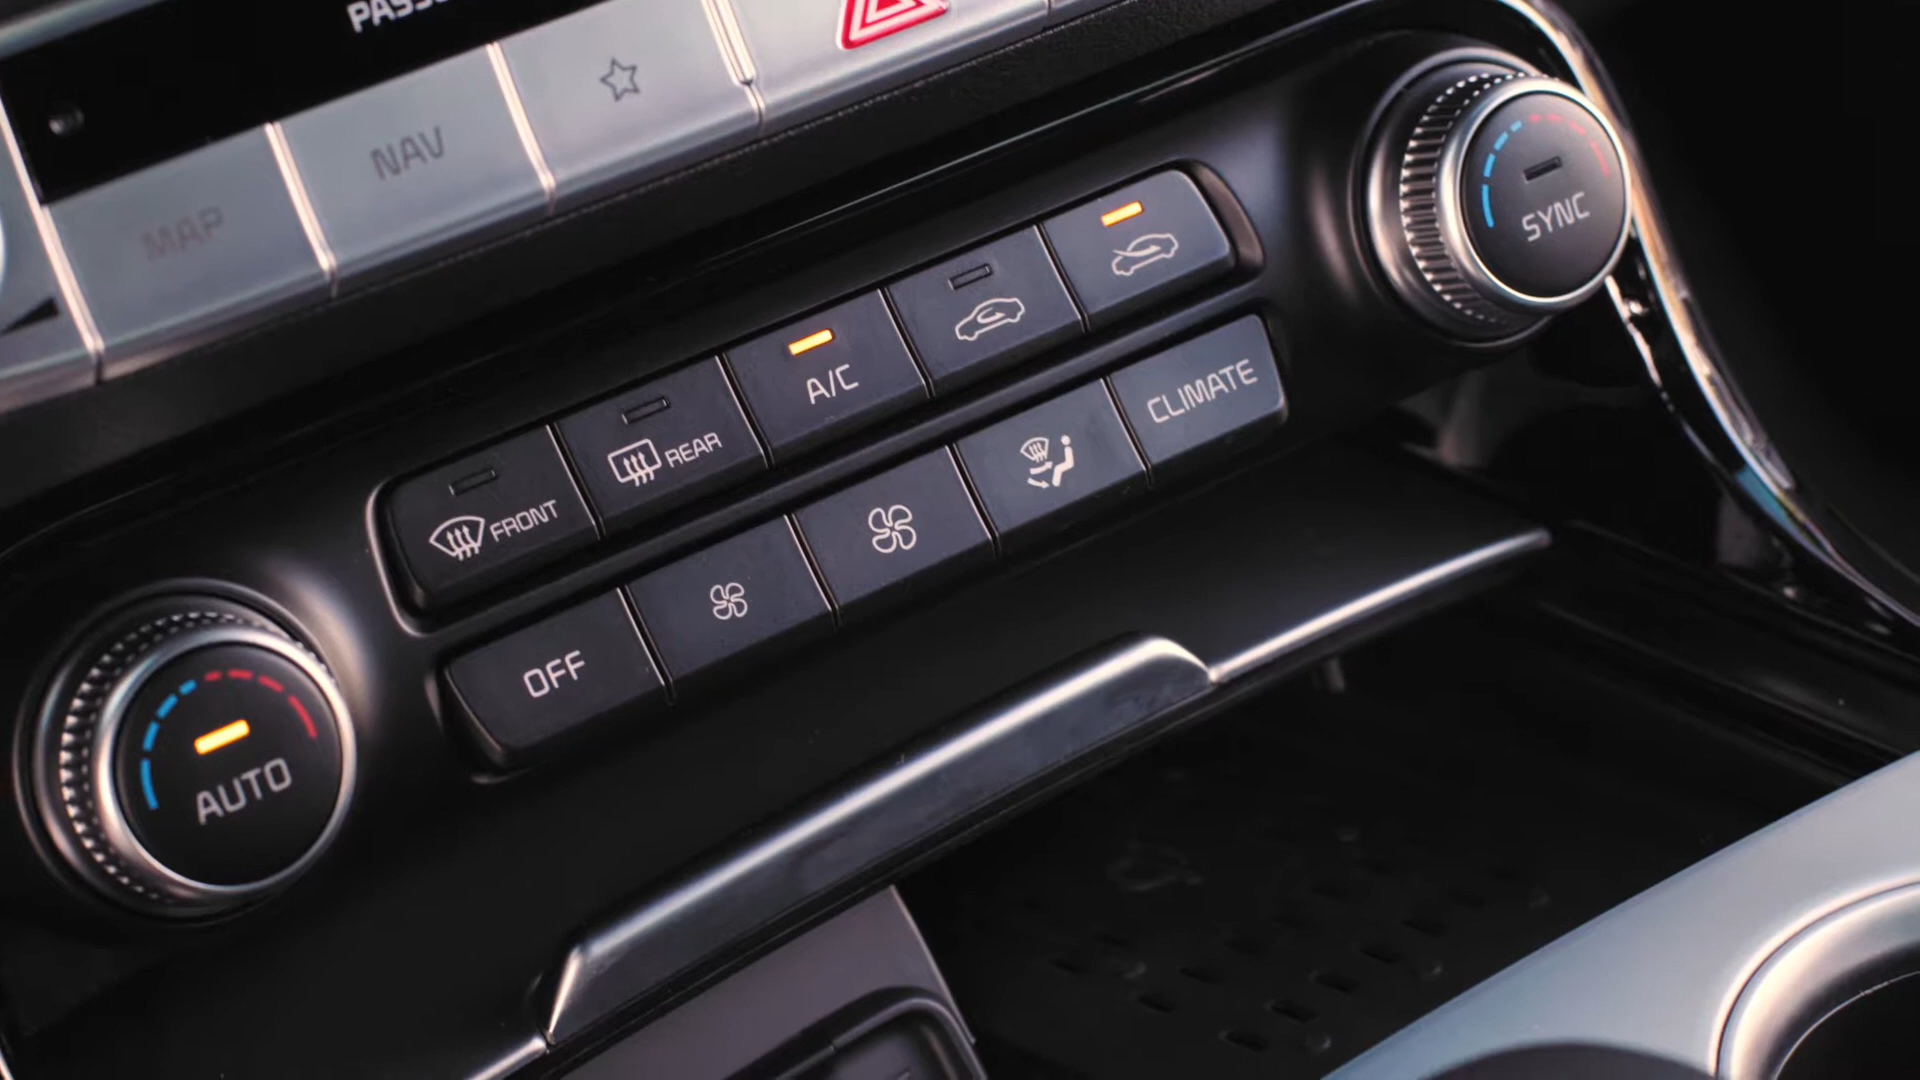 MAP
NAV
FRONT
REAR
A/C
SYNC
AUTO
OFF
CLIMATE